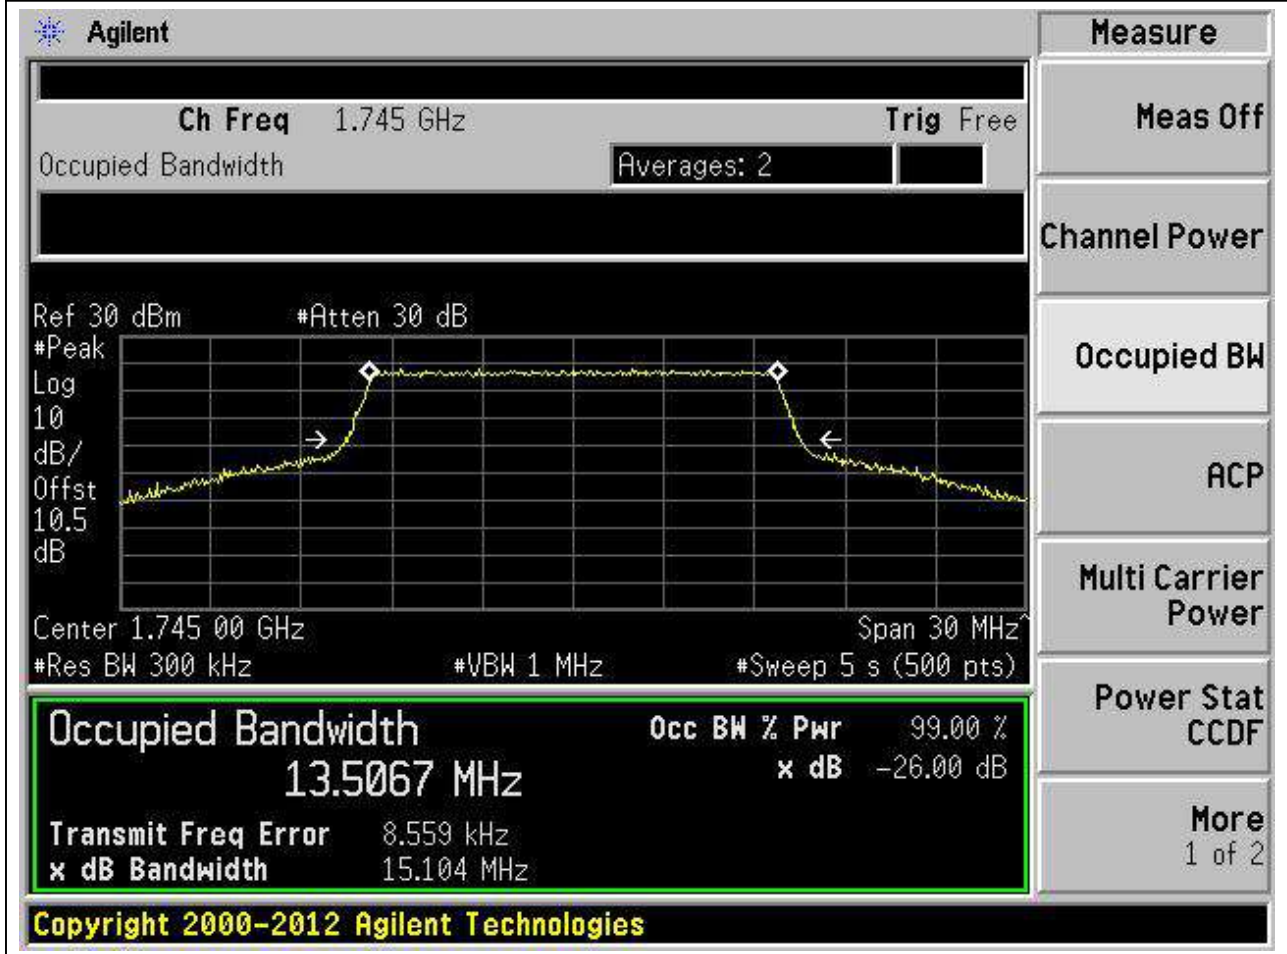 Agilent
Measure
Ch Freq 1.745 GHz Trig Free
Occupied Bandwidth Averages: 2
Meas Off
Channel Power
Occupied BW
ACP
Multi Carrier
Power
Power Stat
CCDF
More
1 of 2
Ref 30 dBm #Atten 30 dB
#Peak
Log
10
dB/
Offst
10.5
dB
Center 1.745 00 GHz Span 30 MHz^
#Res BW 300 kHz #VBW 1 MHz #Sweep 5 s (500 pts)
Occupied Bandwidth Occ BW % Pwr 99.00 %
13.5067 MHz x dB -26.00 dB
Transmit Freq Error 8.559 kHz
x dB Bandwidth 15.104 MHz
Copyright 2000-2012 Agilent Technologies